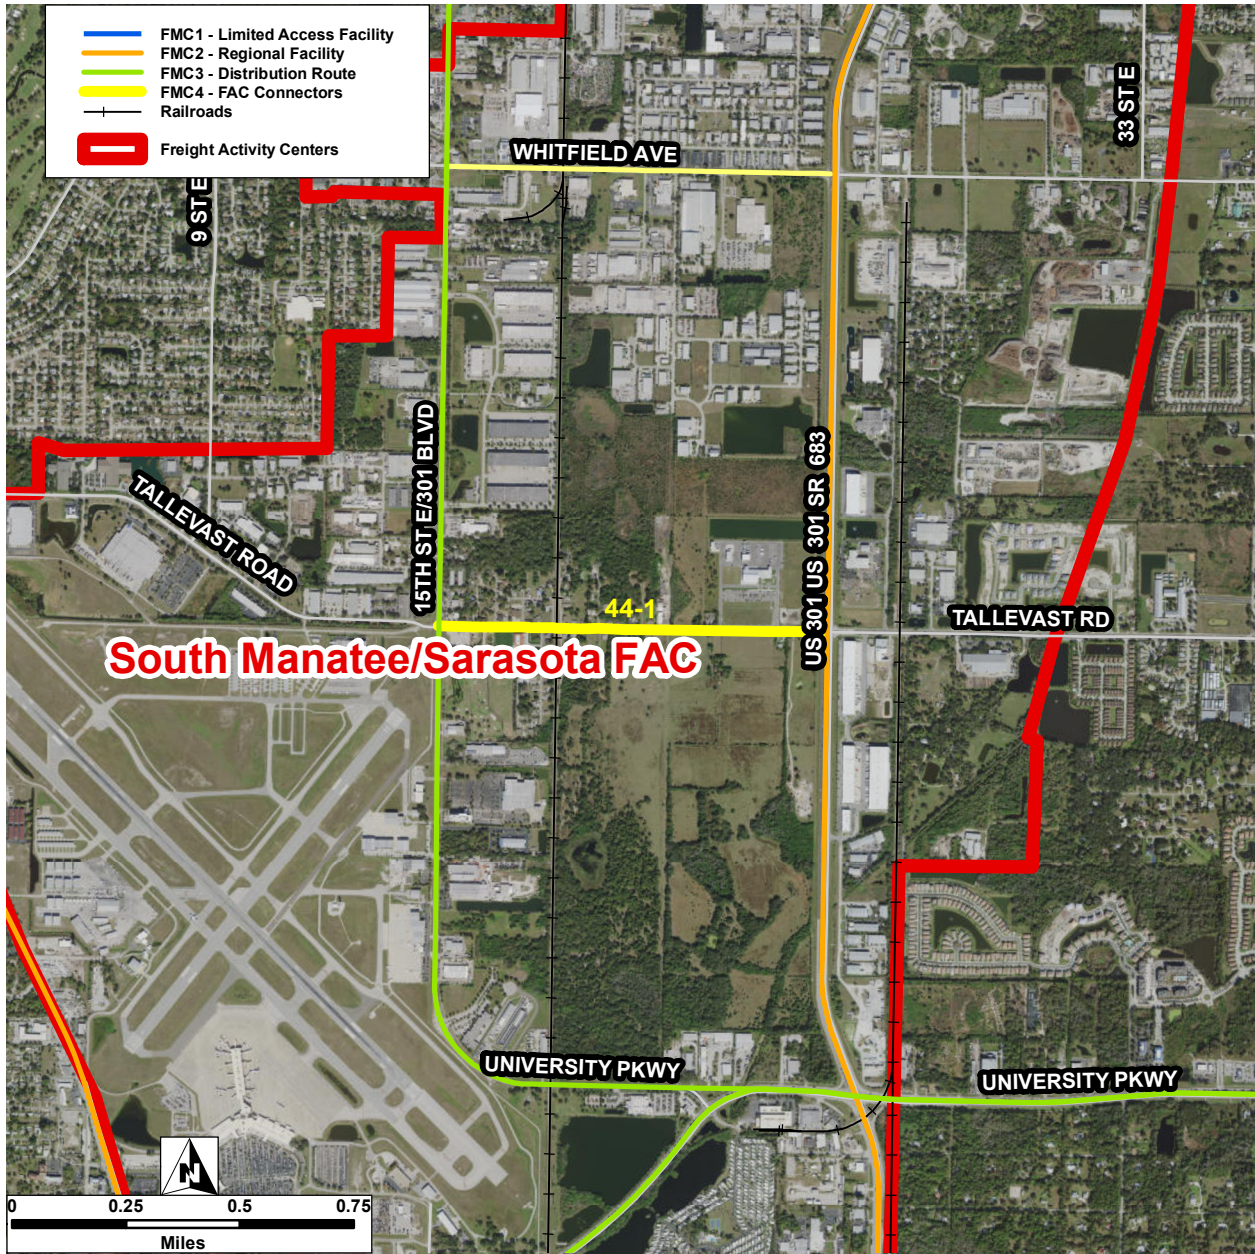 FMC1 - Limited Access Facility
FMC2 - Regional Facility
FMC3 - Distribution Route
FMC4 - FAC Connectors
Railroads
Freight Activity Centers
33 ST E
WHITFIELD AVE
9 ST E
15TH ST E/301 BLVD
US 301 US 301 SR 683
TALLEVAST ROAD
44-1
TALLEVAST RD
South Manatee/Sarasota FAC
UNIVERSITY PKWY
UNIVERSITY PKWY
N
0 0.25 0.5 0.75
Miles